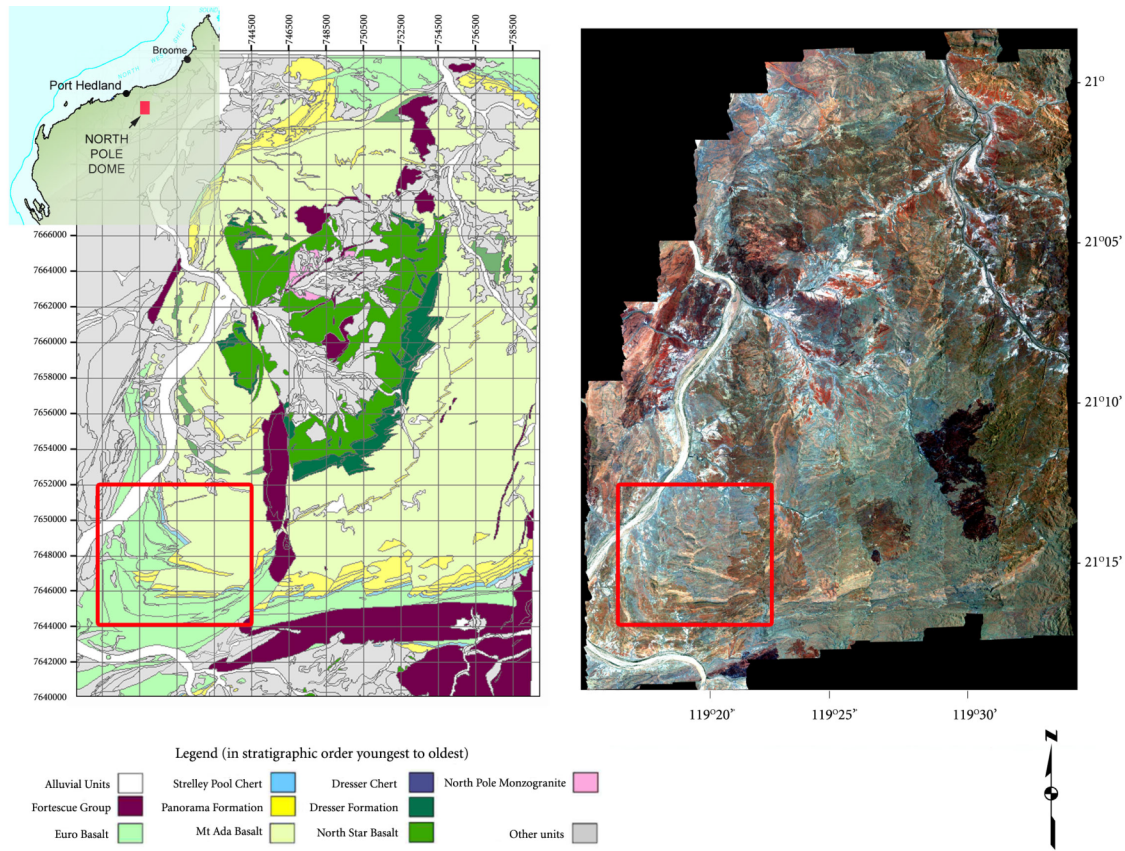 Broome
Port Hedland
NORTH
POLE
DOME
744500
746500
748500
750500
752500
754500
756500
758500
7666000
7664000
7662000
7660000
7658000
7656000
7654000
7652000
7650000
7648000
7646000
7644000
7642000
7640000
21°
21°05'
21°10'
21°15'
119°20' 119°25' 119°30'
N
Legend (in stratigraphic order youngest to oldest)
Alluvial Units Strelley Pool Chert Dresser Chert North Pole Monzogranite
Fortescue Group Panorama Formation Dresser Formation
Euro Basalt Mt Ada Basalt North Star Basalt Other units